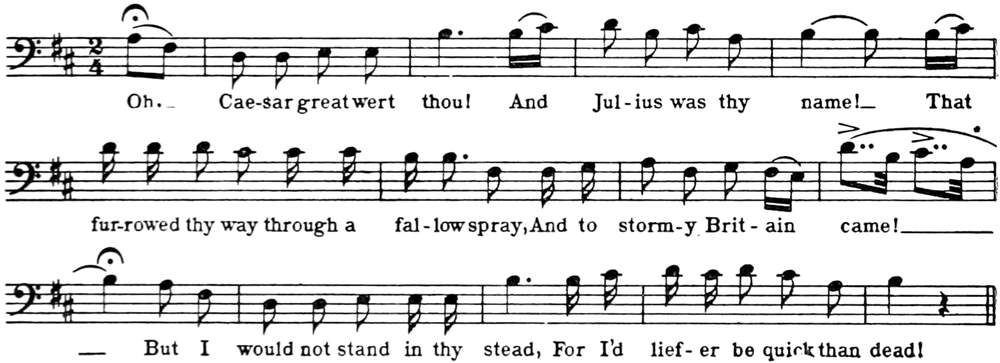 2 4
Oh._ Cae-sar great wert thou! And Jul-ius was thy name!_ That
fur-rowed thy way through a fal-low spray, And to storm-y Brit-ain came!___
__ But I would not stand in thy stead, For I'd lief-er be quick than dead!